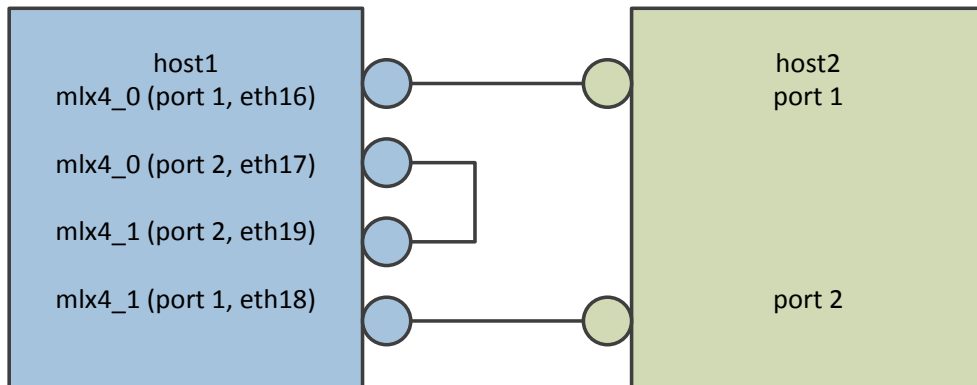 host1
mlx4_0 (port 1, eth16)
mlx4_0 (port 2, eth17)
mlx4_1 (port 2, eth19)
mlx4_1 (port 1, eth18)
host2
port 1
port 2